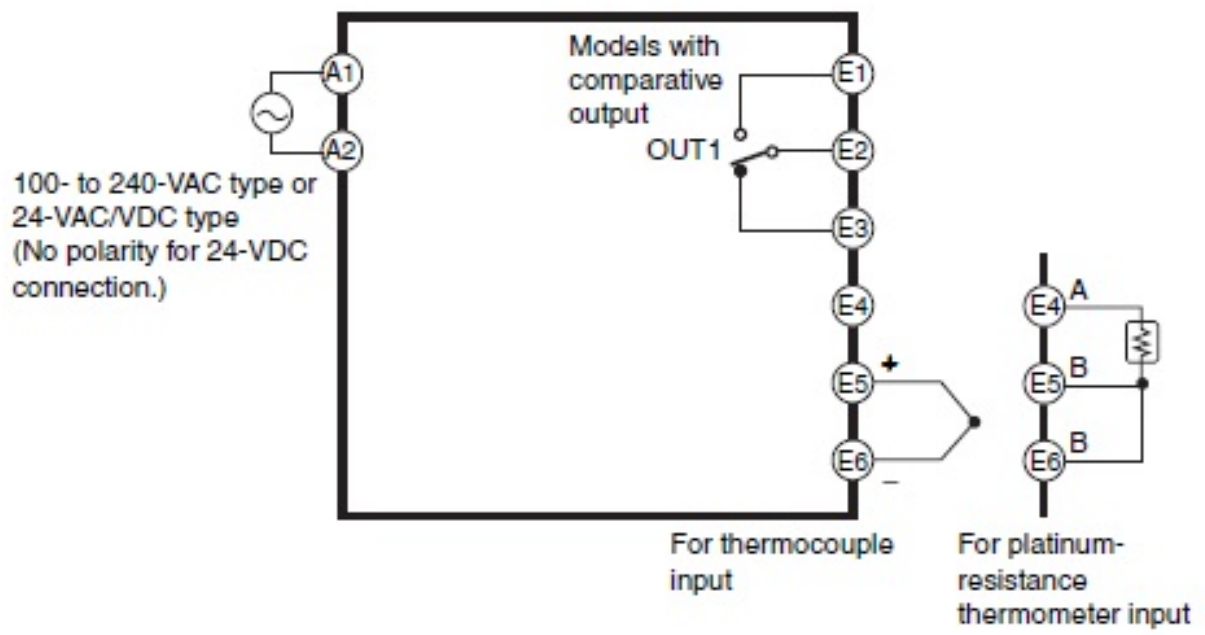 Models with
comparative
output
A1
A2
E1
OUT1
E2
E3
100- to 240-VAC type or
24-VAC/VDC type
(No polarity for 24-VDC
connection.)
E4
E5
+
E6
−
For thermocouple
input
E4
A
E5
B
E6
B
For platinum-
resistance
thermometer input